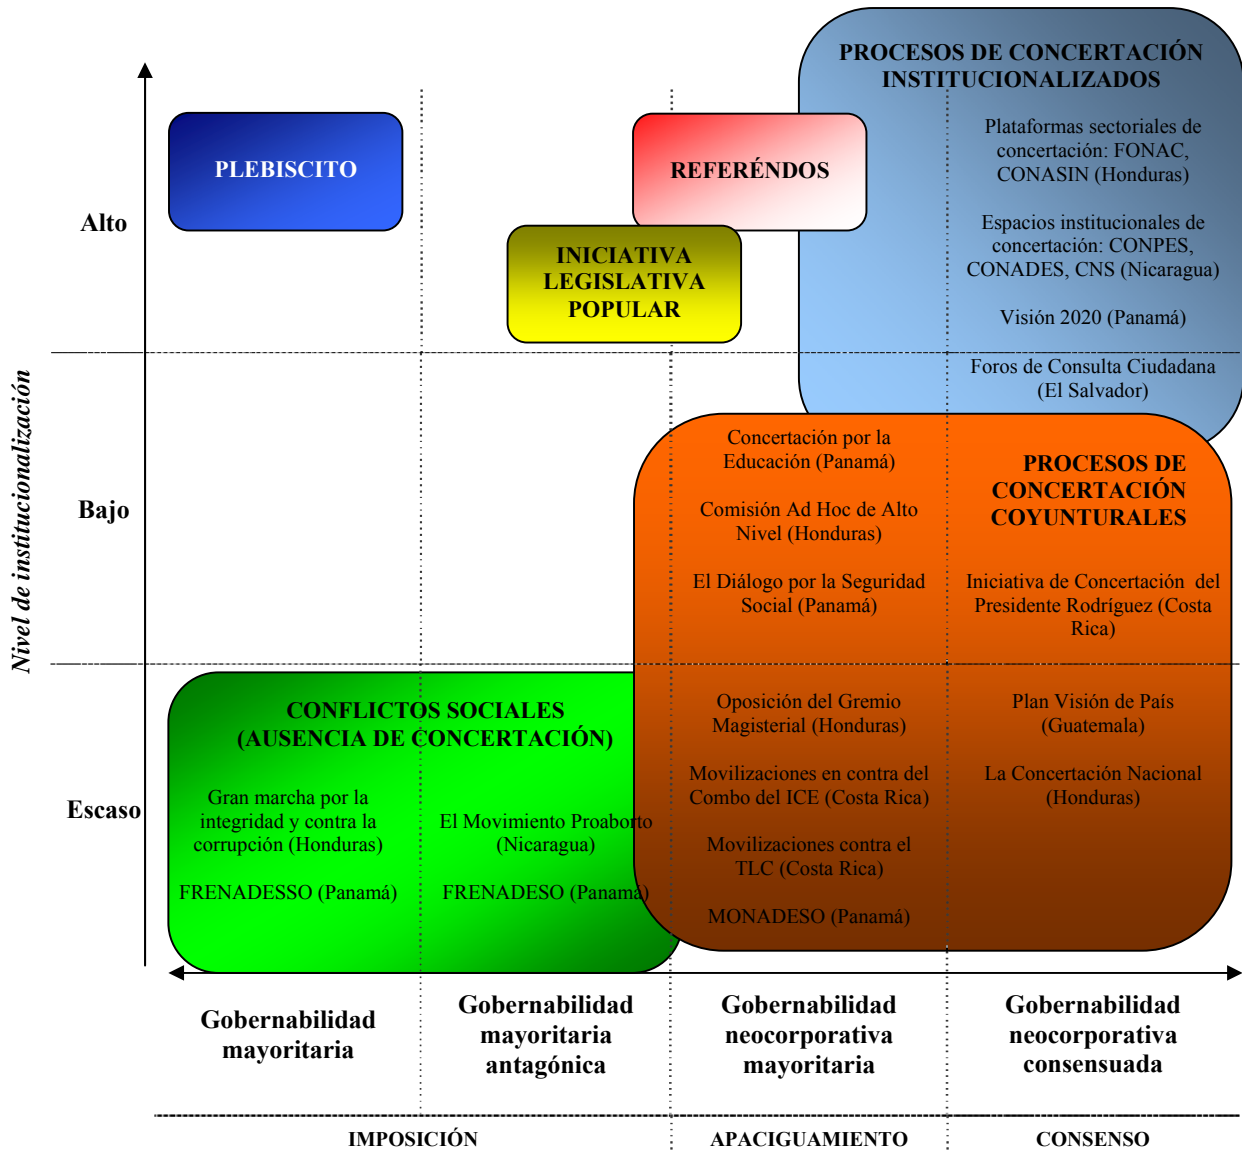 PROCESOS DE CONCERTACIÓN
INSTITUCIONALIZADOS
Plataformas sectoriales de
concertación: FONAC,
CONASIN (Honduras)
Espacios institucionales de
concertación: CONPES,
CONADES, CNS (Nicaragua)
Visión 2020 (Panamá)
Foros de Consulta Ciudadana
(El Salvador)
PLEBISCITO
REFERÉNDOS
INICIATIVA
LEGISLATIVA
POPULAR
Nivel de institucionalización
Alto
Bajo
Escaso
Concertación por la
Educación (Panamá)
Comisión Ad Hoc de Alto
Nivel (Honduras)
El Diálogo por la Seguridad
Social (Panamá)
PROCESOS DE
CONCERTACIÓN
COYUNTURALES
Iniciativa de Concertación del
Presidente Rodríguez (Costa
Rica)
CONFLICTOS SOCIALES
(AUSENCIA DE CONCERTACIÓN)
Gran marcha por la
integridad y contra la
corrupción (Honduras)
FRENADESSO (Panamá)
El Movimiento Proaborto
(Nicaragua)
FRENADESO (Panamá)
Oposición del Gremio
Magisterial (Honduras)
Movilizaciones en contra del
Combo del ICE (Costa Rica)
Movilizaciones contra el
TLC (Costa Rica)
MONADESO (Panamá)
Plan Visión de País
(Guatemala)
La Concertación Nacional
(Honduras)
Gobernabilidad
mayoritaria
Gobernabilidad
mayoritaria
antagónica
Gobernabilidad
neocorporativa
mayoritaria
Gobernabilidad
neocorporativa
consensuada
IMPOSICIÓN
APACIGUAMIENTO
CONSENSO